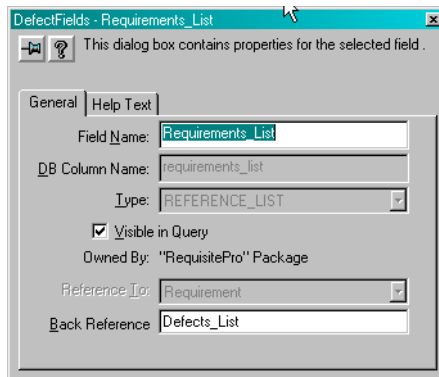 DefectFields - Requirements_List
This dialog box contains properties for the selected field .
General Help Text
Field Name: Requirements_List
DB Column Name: requirements_list
Type: REFERENCE_LIST
Visible in Query
Owned By: "RequisitePro" Package
Reference To: Requirement
Back Reference Defects_List